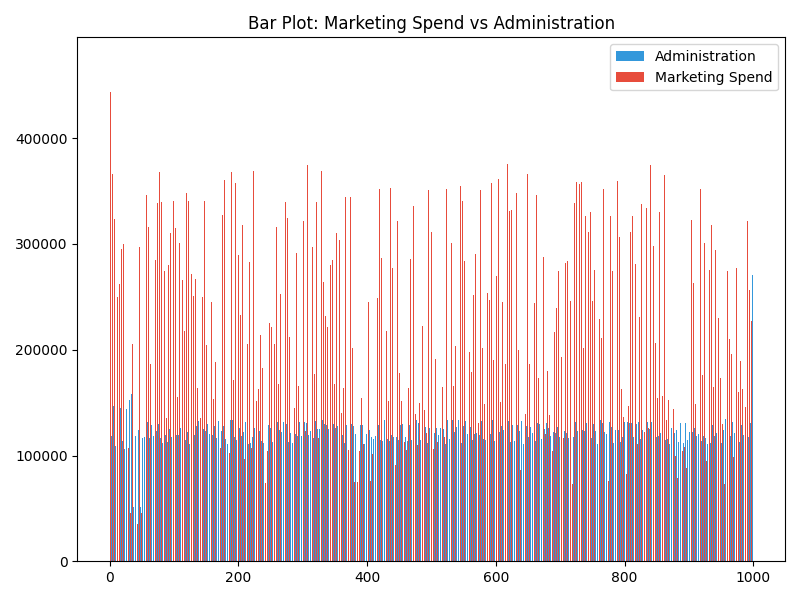 Bar Plot: Marketing Spend vs Administration
Administration
Marketing Spend
400000
300000
200000
100000
0
0 200 400 600 800 1000